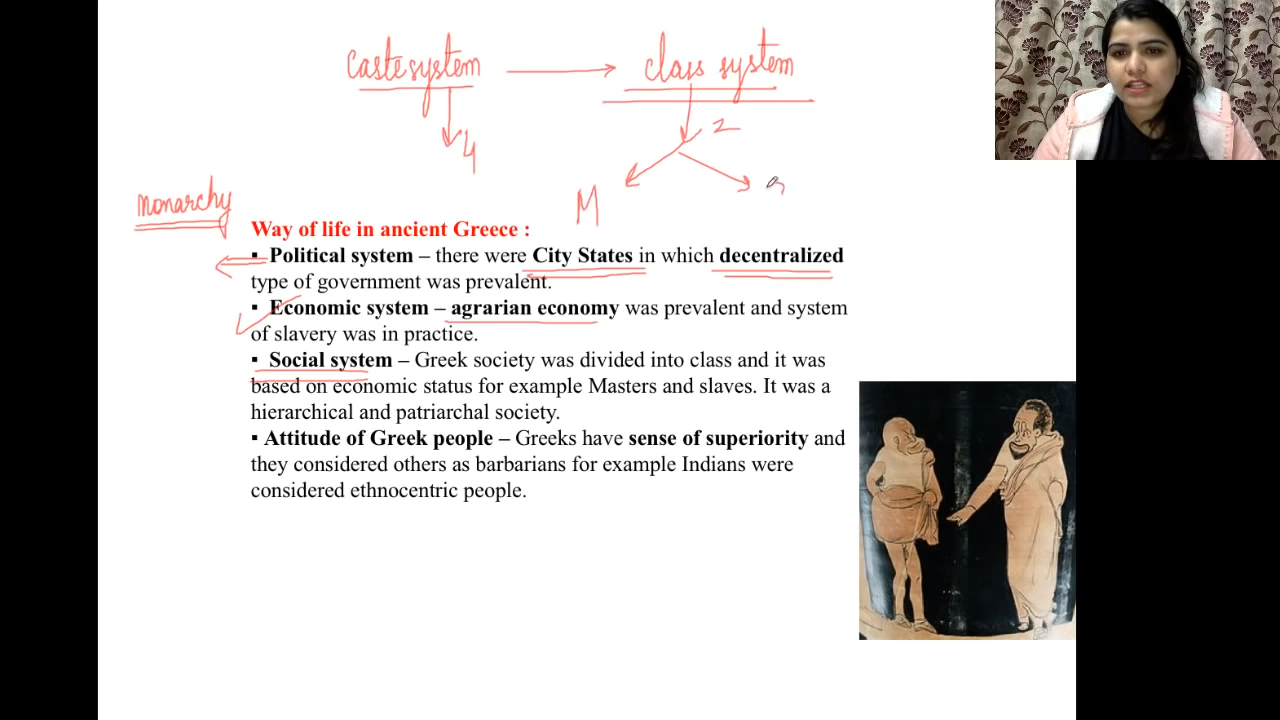 Castesystem → class system
4
2
M
Monarchy
Way of life in ancient Greece :
▪ Political system – there were City States in which decentralized
type of government was prevalent.
▪ Economic system – agrarian economy was prevalent and system
of slavery was in practice.
▪ Social system – Greek society was divided into class and it was
based on economic status for example Masters and slaves. It was a
hierarchical and patriarchal society.
▪ Attitude of Greek people – Greeks have sense of superiority and
they considered others as barbarians for example Indians were
considered ethnocentric people.